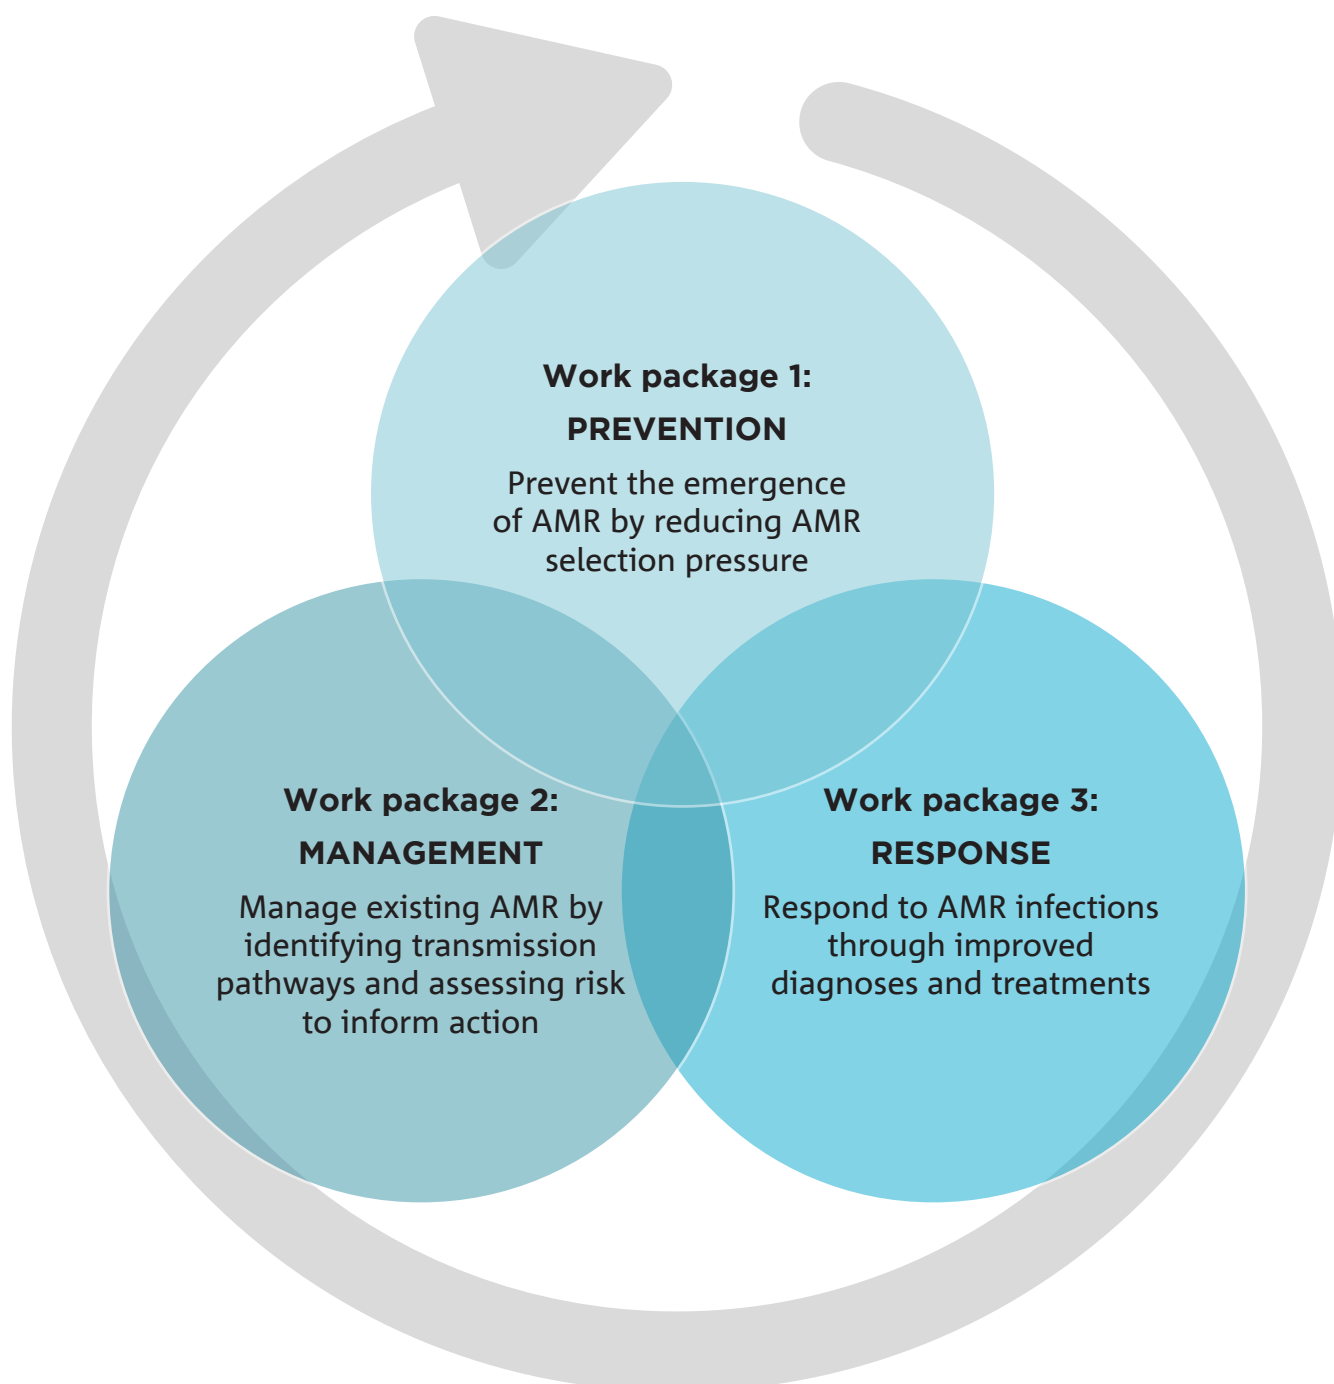 Work package 1:
PREVENTION
Prevent the emergence
of AMR by reducing AMR
selection pressure
Work package 2:
MANAGEMENT
Manage existing AMR by
identifying transmission
pathways and assessing risk
to inform action
Work package 3:
RESPONSE
Respond to AMR infections
through improved
diagnoses and treatments